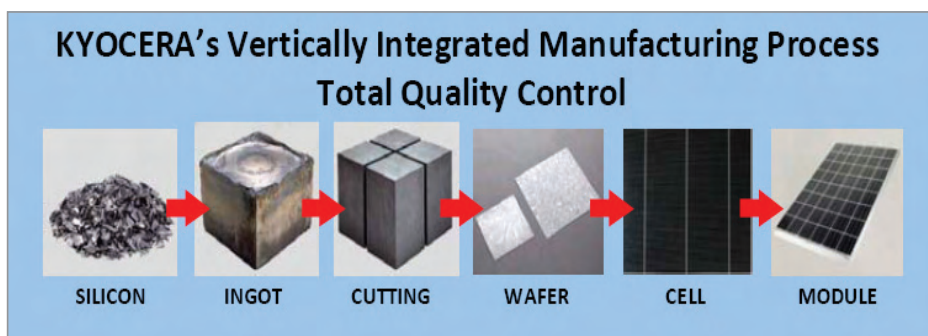 KYOCERA's Vertically Integrated Manufacturing Process
Total Quality Control
SILICON
INGOT
CUTTING
WAFER
CELL
MODULE